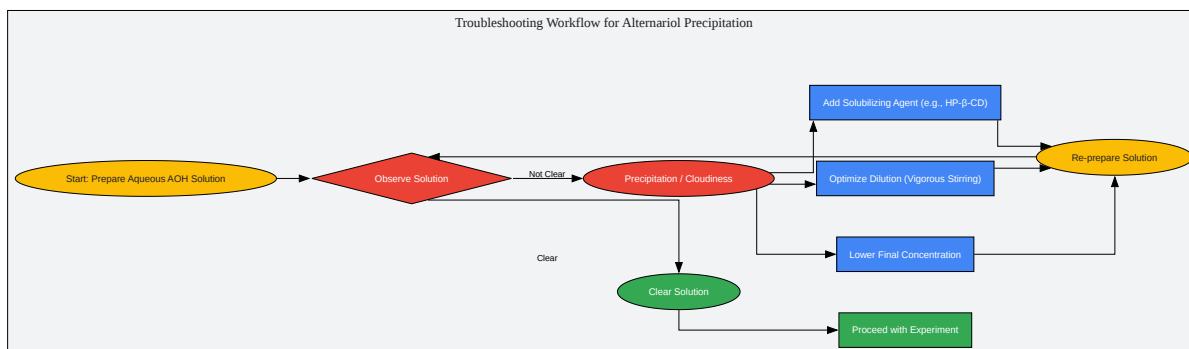 Troubleshooting Workflow for Alternariol Precipitation
Start: Prepare Aqueous AOH Solution
Observe Solution
Not Clear
Precipitation / Cloudiness
Add Solubilizing Agent (e.g., HP-β-CD)
Optimize Dilution (Vigorous Stirring)
Lower Final Concentration
Re-prepare Solution
Clear
Clear Solution
Proceed with Experiment